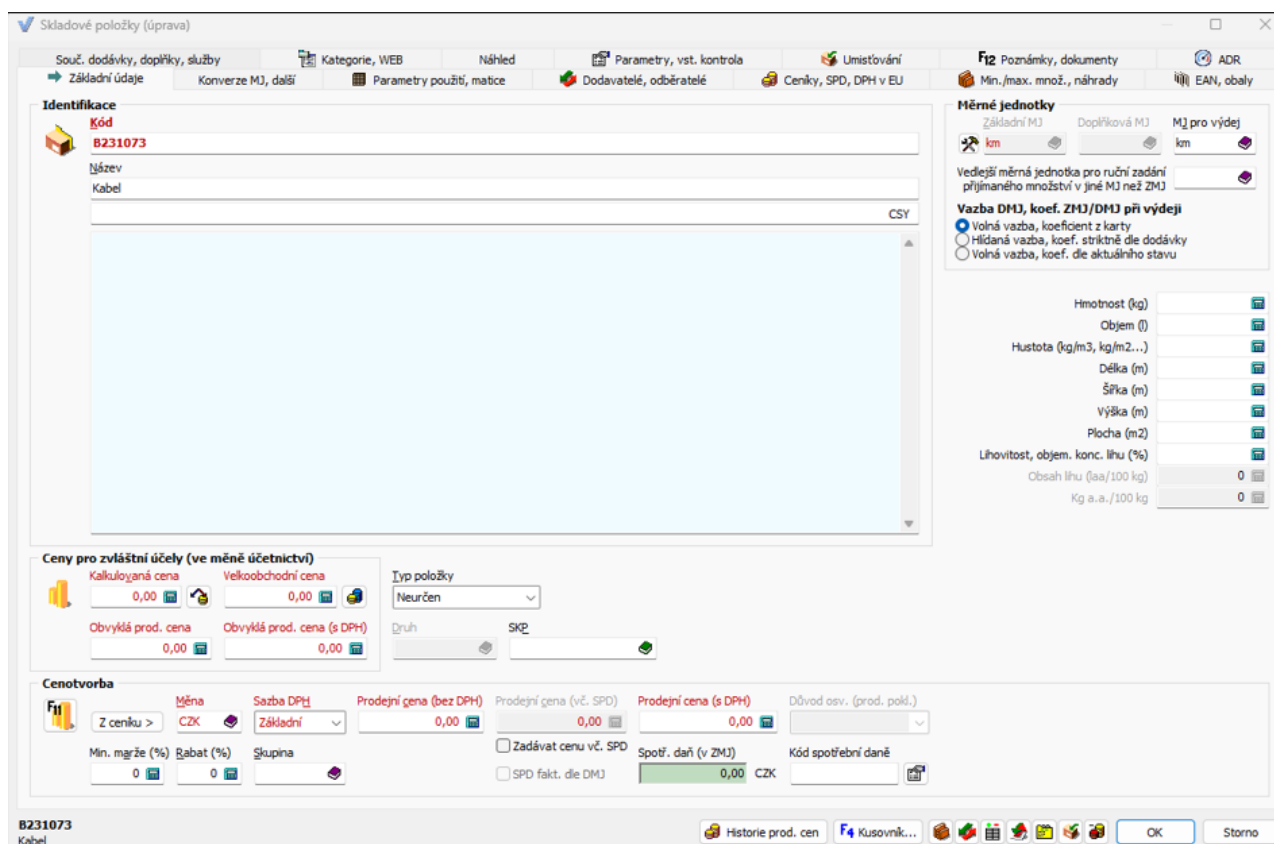 Skladové položky (úprava)
Souč. dodávky, doplňky, služby
Kategorie, WEB
Náhled
Parametry, vst. kontrola
Umisťování
F12 Poznámky, dokumenty
ADR
Základní údaje
Konverze MJ, další
Parametry použití, matice
Dodavatelé, odběratelé
Ceníky, SPD, DPH v EU
Min./max. množ., náhrady
EAN, obaly
Identifikace
Kód
B231073
Název
Kabel
CSY
Měrné jednotky
Základní MJ
Doplňková MJ
MJ pro výdej
km
km
Vedlejší měrná jednotka pro ruční zadání
přijímaného množství v jiné MJ než ZMJ
Vazba DMJ, koef. ZMJ/DMJ při výdeji
Volná vazba, koeficient z karty
Hlídaná vazba, koef. striktně dle dodávky
Volná vazba, koef. dle aktuálního stavu
Hmotnost (kg)
Objem (l)
Hustota (kg/m3, kg/m2...)
Délka (m)
Šířka (m)
Výška (m)
Plocha (m2)
Lihovitost, objem. konc. lihu (%)
Obsah lihu (laa/100 kg) 0
Kg a.a./100 kg 0
Ceny pro zvláštní účely (ve měně účetnictví)
Kalkulovaná cena
Velkoobchodní cena
0,00
0,00
Obvyklá prod. cena
Obvyklá prod. cena (s DPH)
0,00
0,00
Typ položky
Neurčen
Druh
SKP
Cenotvorba
F11
Z ceníku >
Měna
CZK
Sazba DPH
Základní
Prodejní cena (bez DPH)
0,00
Prodejní cena (vč. SPD)
0,00
Prodejní cena (s DPH)
0,00
Důvod osv. (prod. pokl.)
Min. marže (%)
0
Rabat (%)
0
Skupina
Zadávat cenu vč. SPD
SPD fakt. dle DMJ
Spotř. daň (v ZMJ)
0,00 CZK
Kód spotřební daně
B231073
Kabel
Historie prod. cen
F4 Kusovník...
OK
Storno